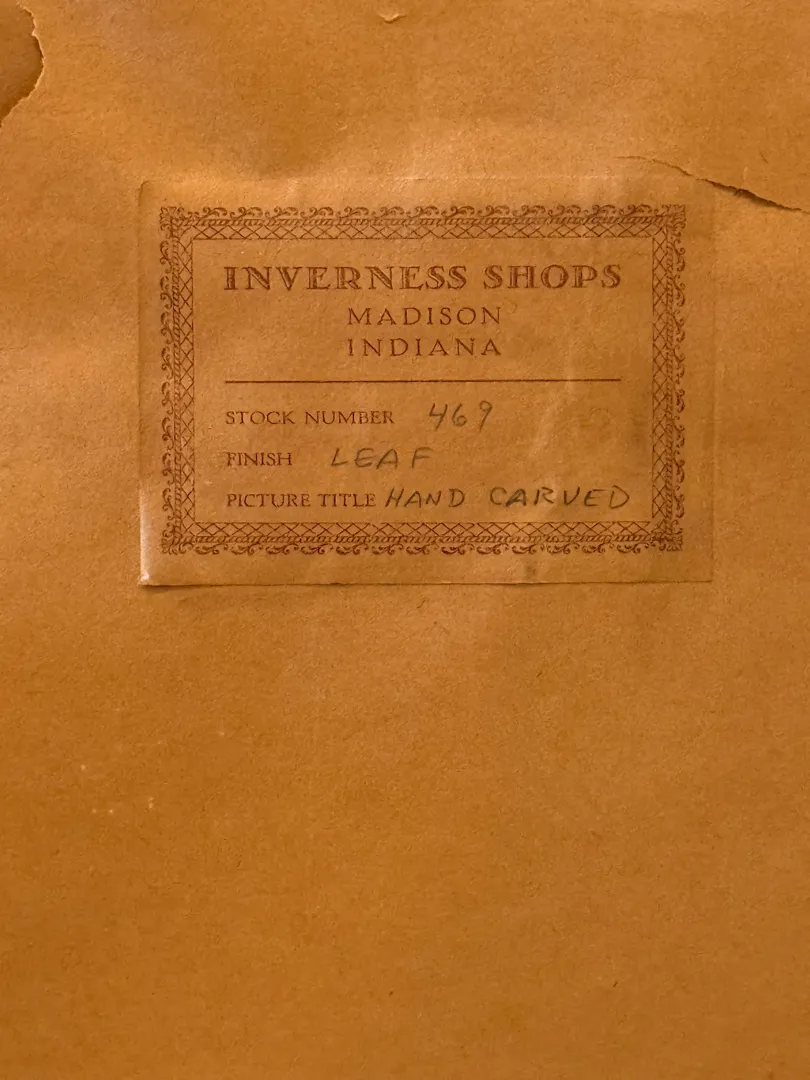 INVERNESS SHOPS
MADISON
INDIANA
STOCK NUMBER 469
FINISH LEAF
PICTURE TITLE HAND CARVED